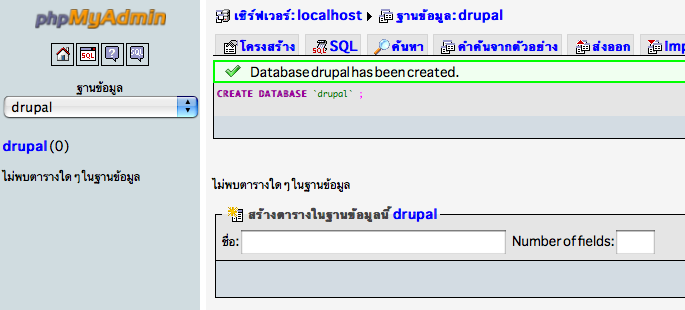 phpMyAdmin
SQL
ฐานข้อมูล
drupal
drupal (0)
ไม่พบตารางใด ๆ ในฐานข้อมูล
เซิร์ฟเวอร์: localhost ▸ ฐานข้อมูล: drupal
โครงสร้าง SQL ค้นหา คำค้นจากตัวอย่าง ส่งออก Imp
Database drupal has been created.
CREATE DATABASE `drupal` ;
ไม่พบตารางใด ๆ ในฐานข้อมูล
สร้างตารางในฐานข้อมูลนี้ drupal
ชื่อ: Number of fields: